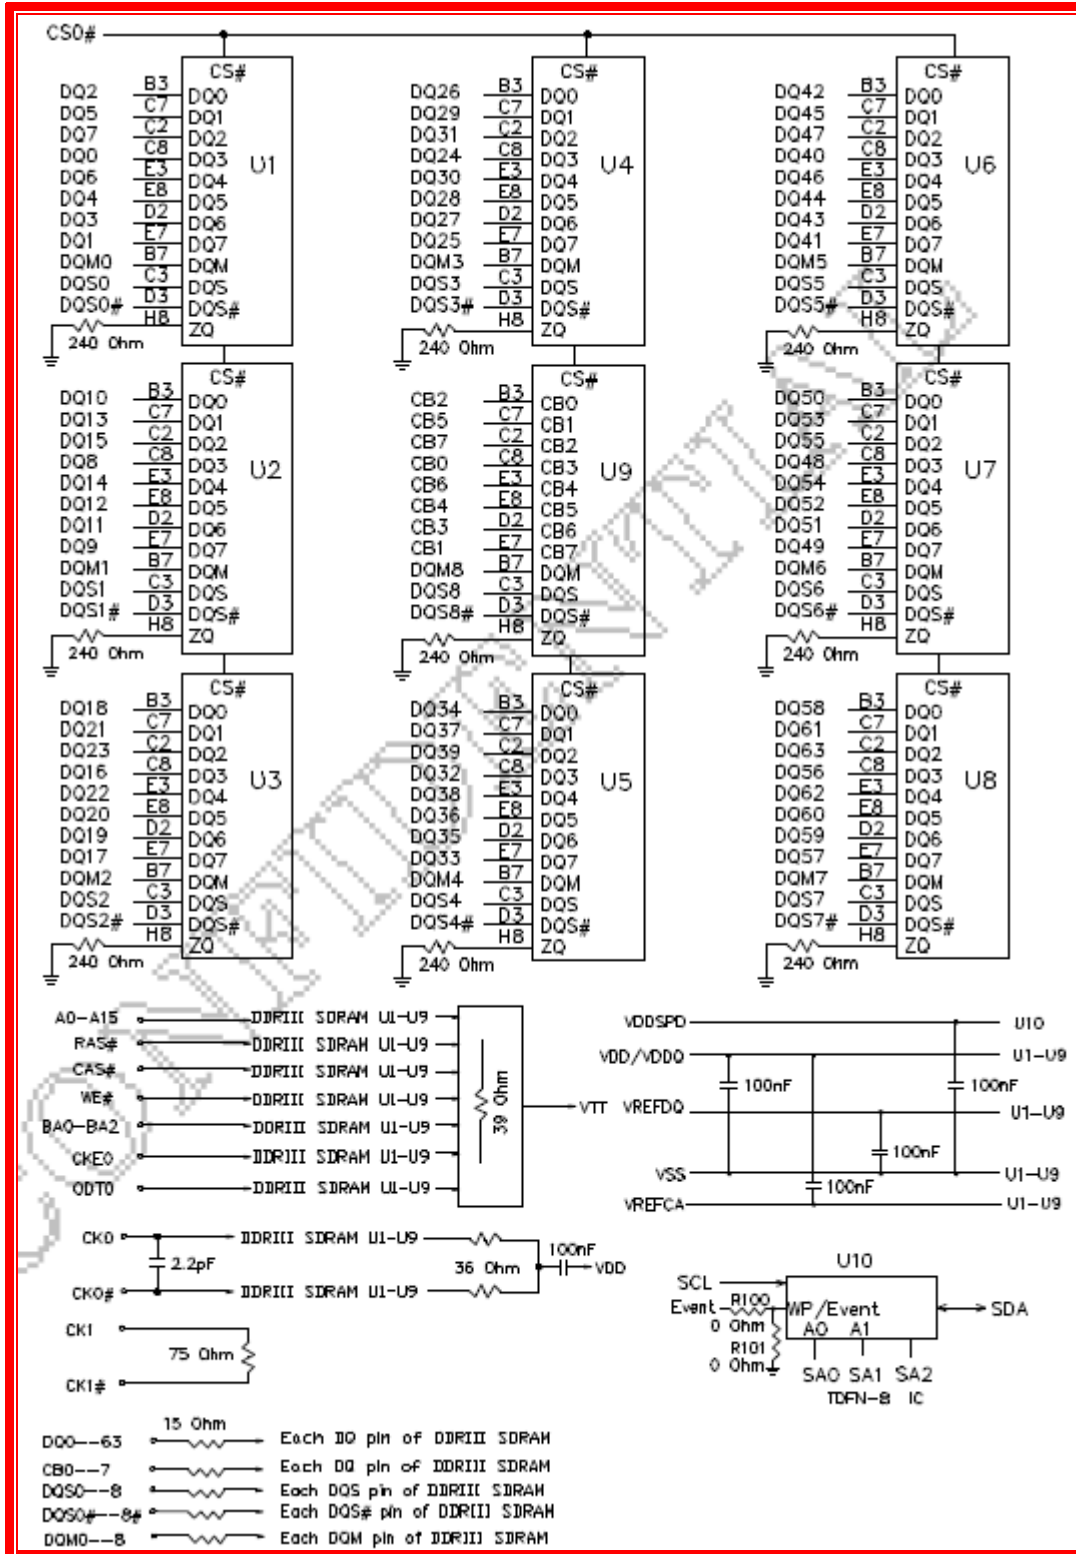 CS0#
CS#
DQ2 B3 DQ0
DQ5 C7 DQ1
DQ7 C2 DQ2
DQ0 C8 DQ3
DQ6 E3 DQ4
DQ4 E8 DQ5
DQ3 D2 DQ6
DQ1 E7 DQ7
DQM0 B7 DQM
DQS0 C3 DQS
DQS0# D3 DQS#
H8 ZQ
240 Ohm
U1
CS#
DQ26 B3 DQ0
DQ29 C7 DQ1
DQ31 C2 DQ2
DQ24 C8 DQ3
DQ30 E3 DQ4
DQ28 E8 DQ5
DQ27 D2 DQ6
DQ25 E7 DQ7
DQM3 B7 DQM
DQS3 C3 DQS
DQS3# D3 DQS#
H8 ZQ
240 Ohm
U4
CS#
DQ42 B3 DQ0
DQ45 C7 DQ1
DQ47 C2 DQ2
DQ40 C8 DQ3
DQ46 E3 DQ4
DQ44 E8 DQ5
DQ43 D2 DQ6
DQ41 E7 DQ7
DQM5 B7 DQM
DQS5 C3 DQS
DQS5# D3 DQS#
H8 ZQ
240 Ohm
U6
CS#
DQ10 B3 DQ0
DQ13 C7 DQ1
DQ15 C2 DQ2
DQ8 C8 DQ3
DQ14 E3 DQ4
DQ12 E8 DQ5
DQ11 D2 DQ6
DQ9 E7 DQ7
DQM1 B7 DQM
DQS1 C3 DQS
DQS1# D3 DQS#
H8 ZQ
240 Ohm
U2
CS#
CB2 B3 CB0
CB5 C7 CB1
CB7 C2 CB2
CB0 C8 CB3
CB6 E3 CB4
CB4 E8 CB5
CB3 D2 CB6
CB1 E7 CB7
DQM8 B7 DQM
DQS8 C3 DQS
DQS8# D3 DQS#
H8 ZQ
240 Ohm
U9
CS#
DQ50 B3 DQ0
DQ53 C7 DQ1
DQ55 C2 DQ2
DQ48 C8 DQ3
DQ54 E3 DQ4
DQ52 E8 DQ5
DQ51 D2 DQ6
DQ49 E7 DQ7
DQM6 B7 DQM
DQS6 C3 DQS
DQS6# D3 DQS#
H8 ZQ
240 Ohm
U7
CS#
DQ18 B3 DQ0
DQ21 C7 DQ1
DQ23 C2 DQ2
DQ16 C8 DQ3
DQ22 E3 DQ4
DQ20 E8 DQ5
DQ19 D2 DQ6
DQ17 E7 DQ7
DQM2 B7 DQM
DQS2 C3 DQS
DQS2# D3 DQS#
H8 ZQ
240 Ohm
U3
CS#
DQ34 B3 DQ0
DQ37 C7 DQ1
DQ39 C2 DQ2
DQ32 C8 DQ3
DQ38 E3 DQ4
DQ36 E8 DQ5
DQ35 D2 DQ6
DQ33 E7 DQ7
DQM4 B7 DQM
DQS4 C3 DQS
DQS4# D3 DQS#
H8 ZQ
240 Ohm
U5
CS#
DQ58 B3 DQ0
DQ61 C7 DQ1
DQ63 C2 DQ2
DQ56 C8 DQ3
DQ62 E3 DQ4
DQ60 E8 DQ5
DQ59 D2 DQ6
DQ57 E7 DQ7
DQM7 B7 DQM
DQS7 C3 DQS
DQS7# D3 DQS#
H8 ZQ
240 Ohm
U8
CONFIDENTIAL
A0-A15 DDRIII SDRAM U1-U9
RAS# DDRIII SDRAM U1-U9
CAS# DDRIII SDRAM U1-U9
WE# DDRIII SDRAM U1-U9
BA0-BA2 DDRIII SDRAM U1-U9
CKE0 DDRIII SDRAM U1-U9
ODT0 DDRIII SDRAM U1-U9
39 Ohm
VTT
VDDSPD U10
VDD/VDDQ U1-U9
100nF 100nF
VREFDQ U1-U9
100nF
VSS U1-U9
100nF
VREFCA U1-U9
CK0 DDRIII SDRAM U1-U9
2.2pF
36 Ohm
100nF
VDD
CK0# DDRIII SDRAM U1-U9
CK1
75 Ohm
CK1#
U10
SCL
Event R100 WP/Event SDA
0 Ohm A0 A1
R101
0 Ohm
SA0 SA1 SA2
TDFN-8 IC
15 Ohm
DQ0--63 Each DQ pin of DDRIII SDRAM
CB0--7 Each DQ pin of DDRIII SDRAM
DQS0--8 Each DQS pin of DDRIII SDRAM
DQS0#--8# Each DQS# pin of DDRIII SDRAM
DQM0--8 Each DQM pin of DDRIII SDRAM